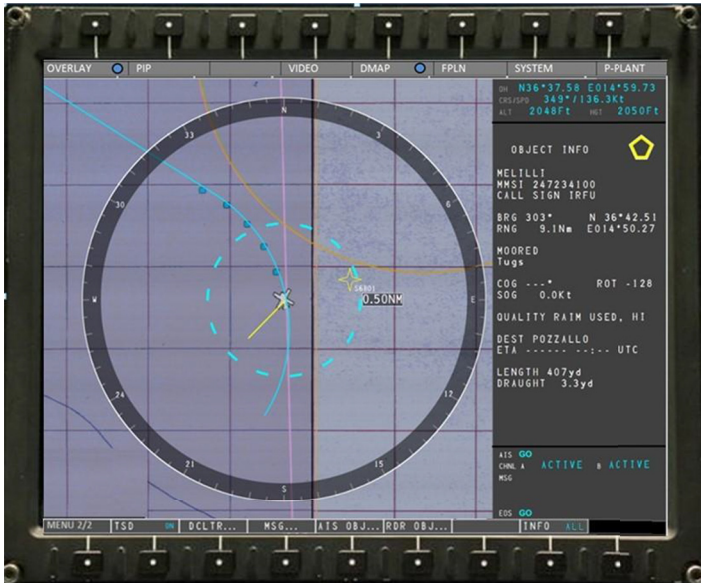 OVERLAY PIP VIDEO DMAP FPLN SYSTEM P-PLANT
OH N36°37.58 E014°59.73
CRS/SPD 349°/136.3Kt
ALT 2048Ft HGT 2050Ft
OBJECT INFO
MELILLI
MMSI 247234100
CALL SIGN IRFU
BRG 303° N 36°42.51
RNG 9.1Nm E014°50.27
MOORED
Tugs
COG ---° ROT -128
SOG 0.0Kt
QUALITY RAIM USED, HI
DEST POZZALLO
ETA ------ --:-- UTC
LENGTH 407yd
DRAUGHT 3.3yd
AIS GO
CHNL A ACTIVE B ACTIVE
MSG
EOS GO
N
3
6
E
12
15
S
21
24
W
30
33
SAR01
0.50NM
MENU 2/2 TSD ON DCLTR... MSG... AIS OBJ... RDR OBJ... INFO ALL